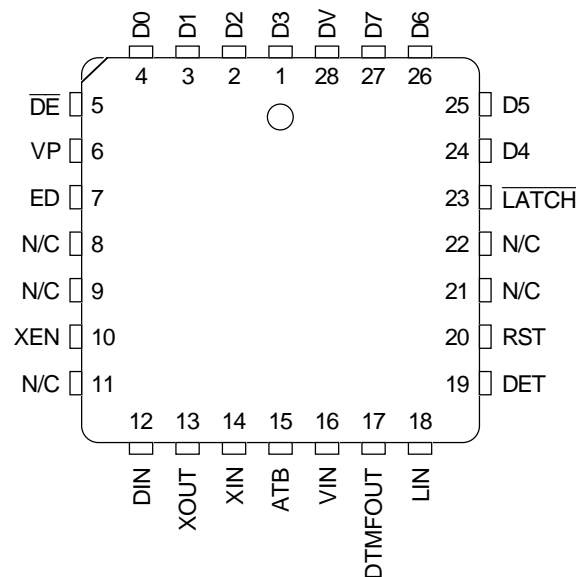 D0 D1 D2 D3 DV D7 D6
4 3 2 1 28 27 26
DE 5 25 D5
VP 6 24 D4
ED 7 23 LATCH
N/C 8 22 N/C
N/C 9 21 N/C
XEN 10 20 RST
N/C 11 19 DET
12 13 14 15 16 17 18
DIN XOUT XIN ATB VIN DTMFOUT LIN